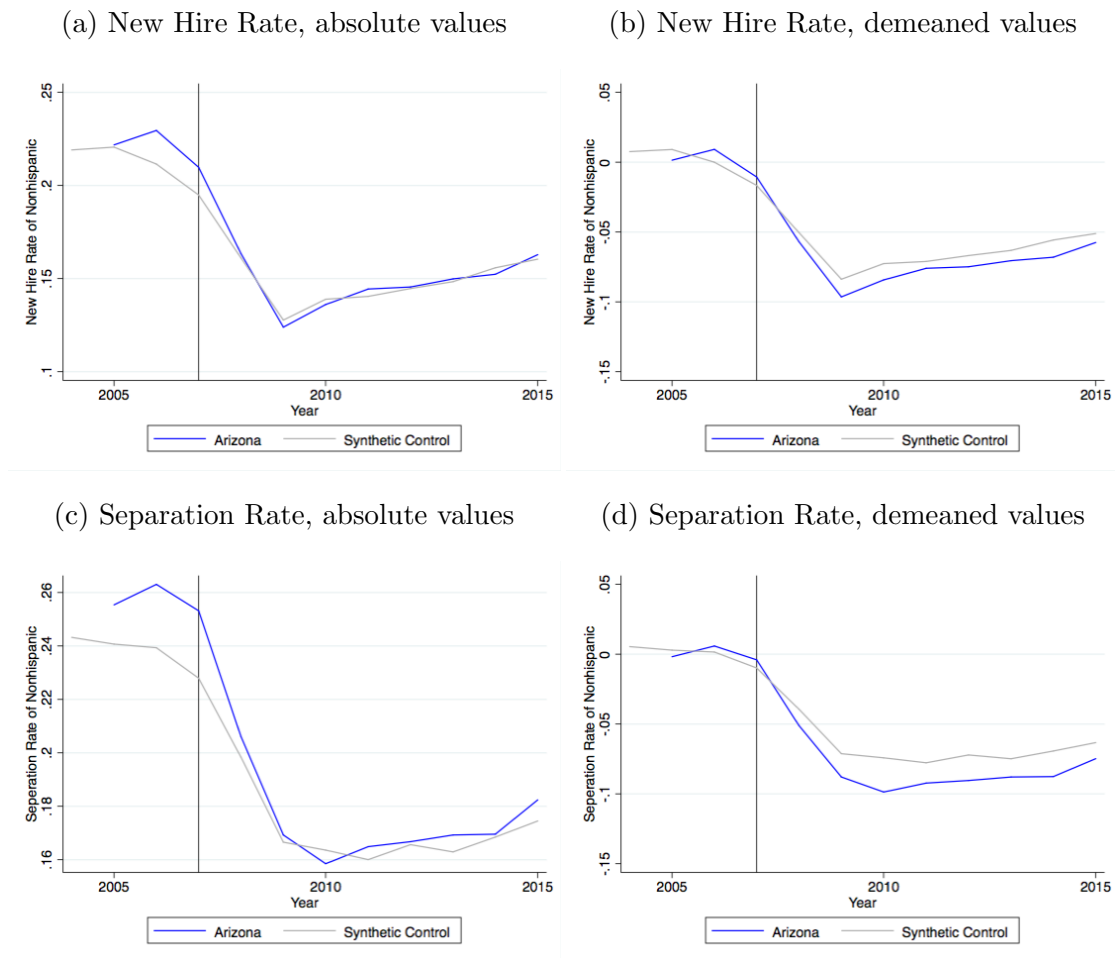 (a) New Hire Rate, absolute values
New Hire Rate of Nonhispanic
.25
.2
.15
.1
2005
2010
2015
Year
Arizona
Synthetic Control
(b) New Hire Rate, demeaned values
New Hire Rate of Nonhispanic
.05
0
-.05
-.1
-.15
2005
2010
2015
Year
Arizona
Synthetic Control
(c) Separation Rate, absolute values
Seperation Rate of Nonhispanic
.26
.24
.22
.2
.18
.16
2005
2010
2015
Year
Arizona
Synthetic Control
(d) Separation Rate, demeaned values
Seperation Rate of Nonhispanic
.05
0
-.05
-.1
-.15
2005
2010
2015
Year
Arizona
Synthetic Control